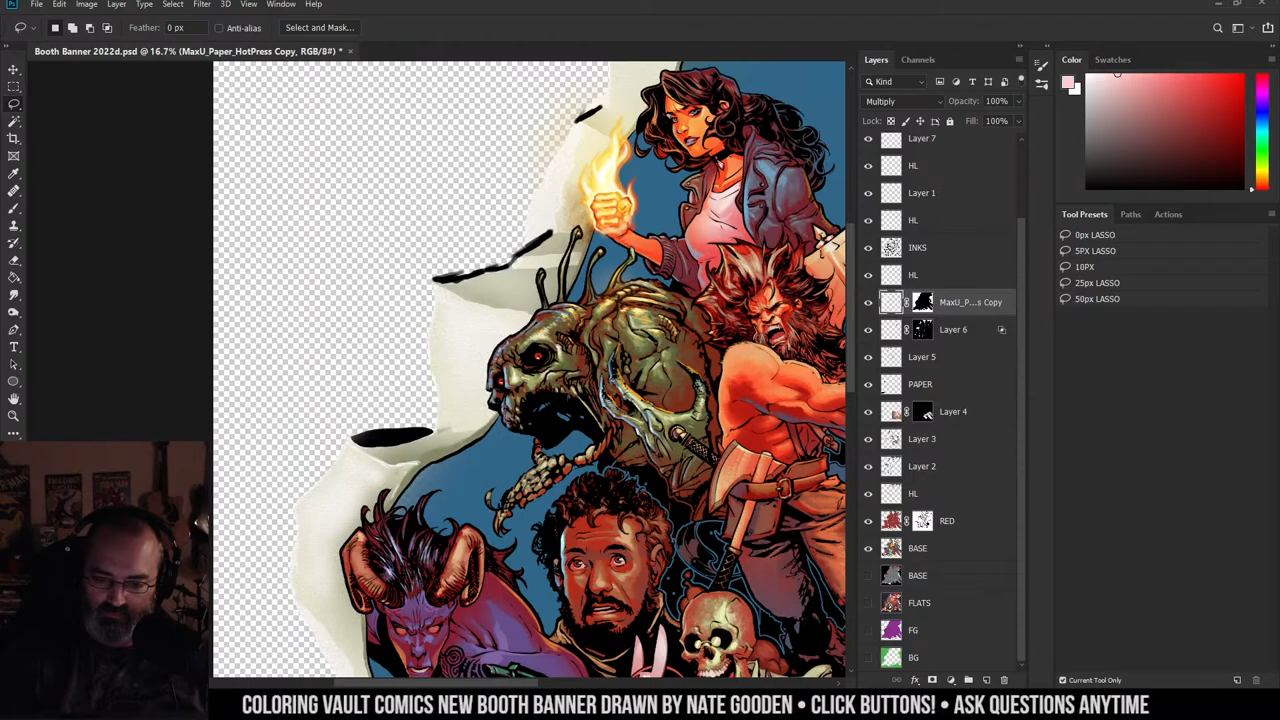 File Edit Image Layer Type Select Filter 3D View Window Help
Feather: 0 px Anti-alias Select and Mask...
Booth Banner 2022d.psd @ 16.7% (MaxU_Paper_HotPress Copy, RGB/8#) * ×
Layers Channels
Kind
Multiply Opacity: 100%
Lock: Fill: 100%
Layer 7
HL
Layer 1
HL
INKS
HL
MaxU_P...s Copy
Layer 6
Layer 5
PAPER
Layer 4
Layer 3
Layer 2
HL
RED
BASE
BASE
FLATS
FG
BG
Color Swatches
Tool Presets Paths Actions
0px LASSO
5PX LASSO
10PX
25px LASSO
50px LASSO
Current Tool Only
COLORING VAULT COMICS NEW BOOTH BANNER DRAWN BY NATE GOODEN • CLICK BUTTONS! • ASK QUESTIONS ANYTIME